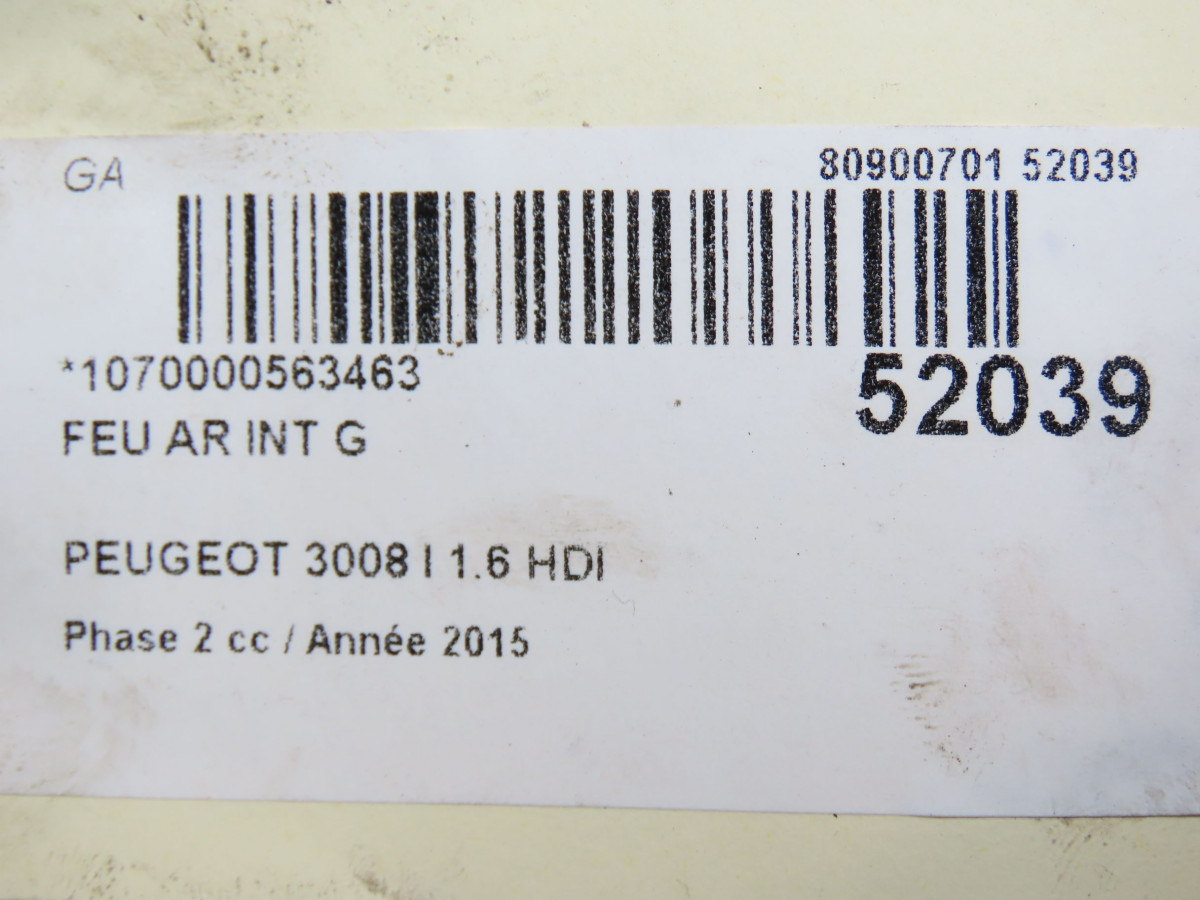 GA
80900701 52039
*1070000563463
52039
FEU AR INT G
PEUGEOT 3008 I 1.6 HDI
Phase 2 cc / Année 2015